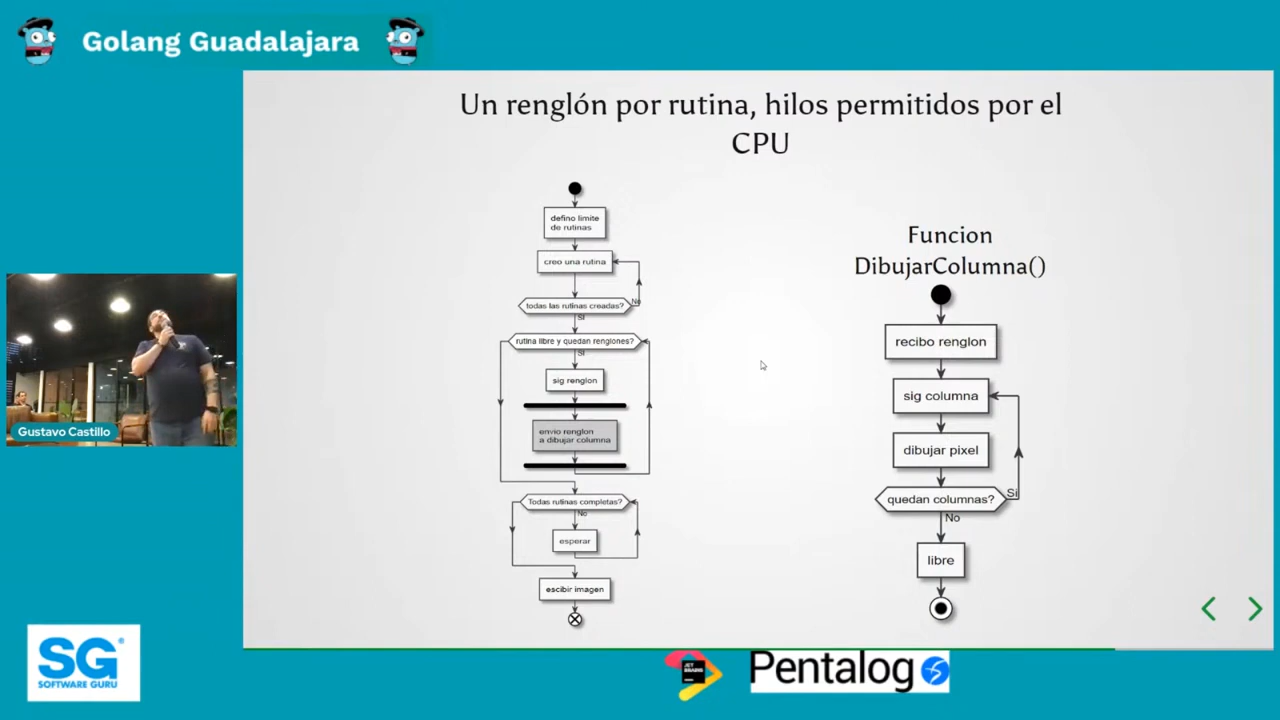 Golang Guadalajara
Un renglón por rutina, hilos permitidos por el
CPU
defino limite
de rutinas
creo una rutina
todas las rutinas creadas?
No
Si
rutina libre y quedan renglones?
Si
sig renglon
envio renglon
a dibujar columna
Todas rutinas completas?
No
esperar
escibir imagen
Funcion
DibujarColumna()
recibo renglon
sig columna
dibujar pixel
quedan columnas?
Si
No
libre
Gustavo Castillo
SG
SOFTWARE GURU
JET
BRAINS
Pentalog